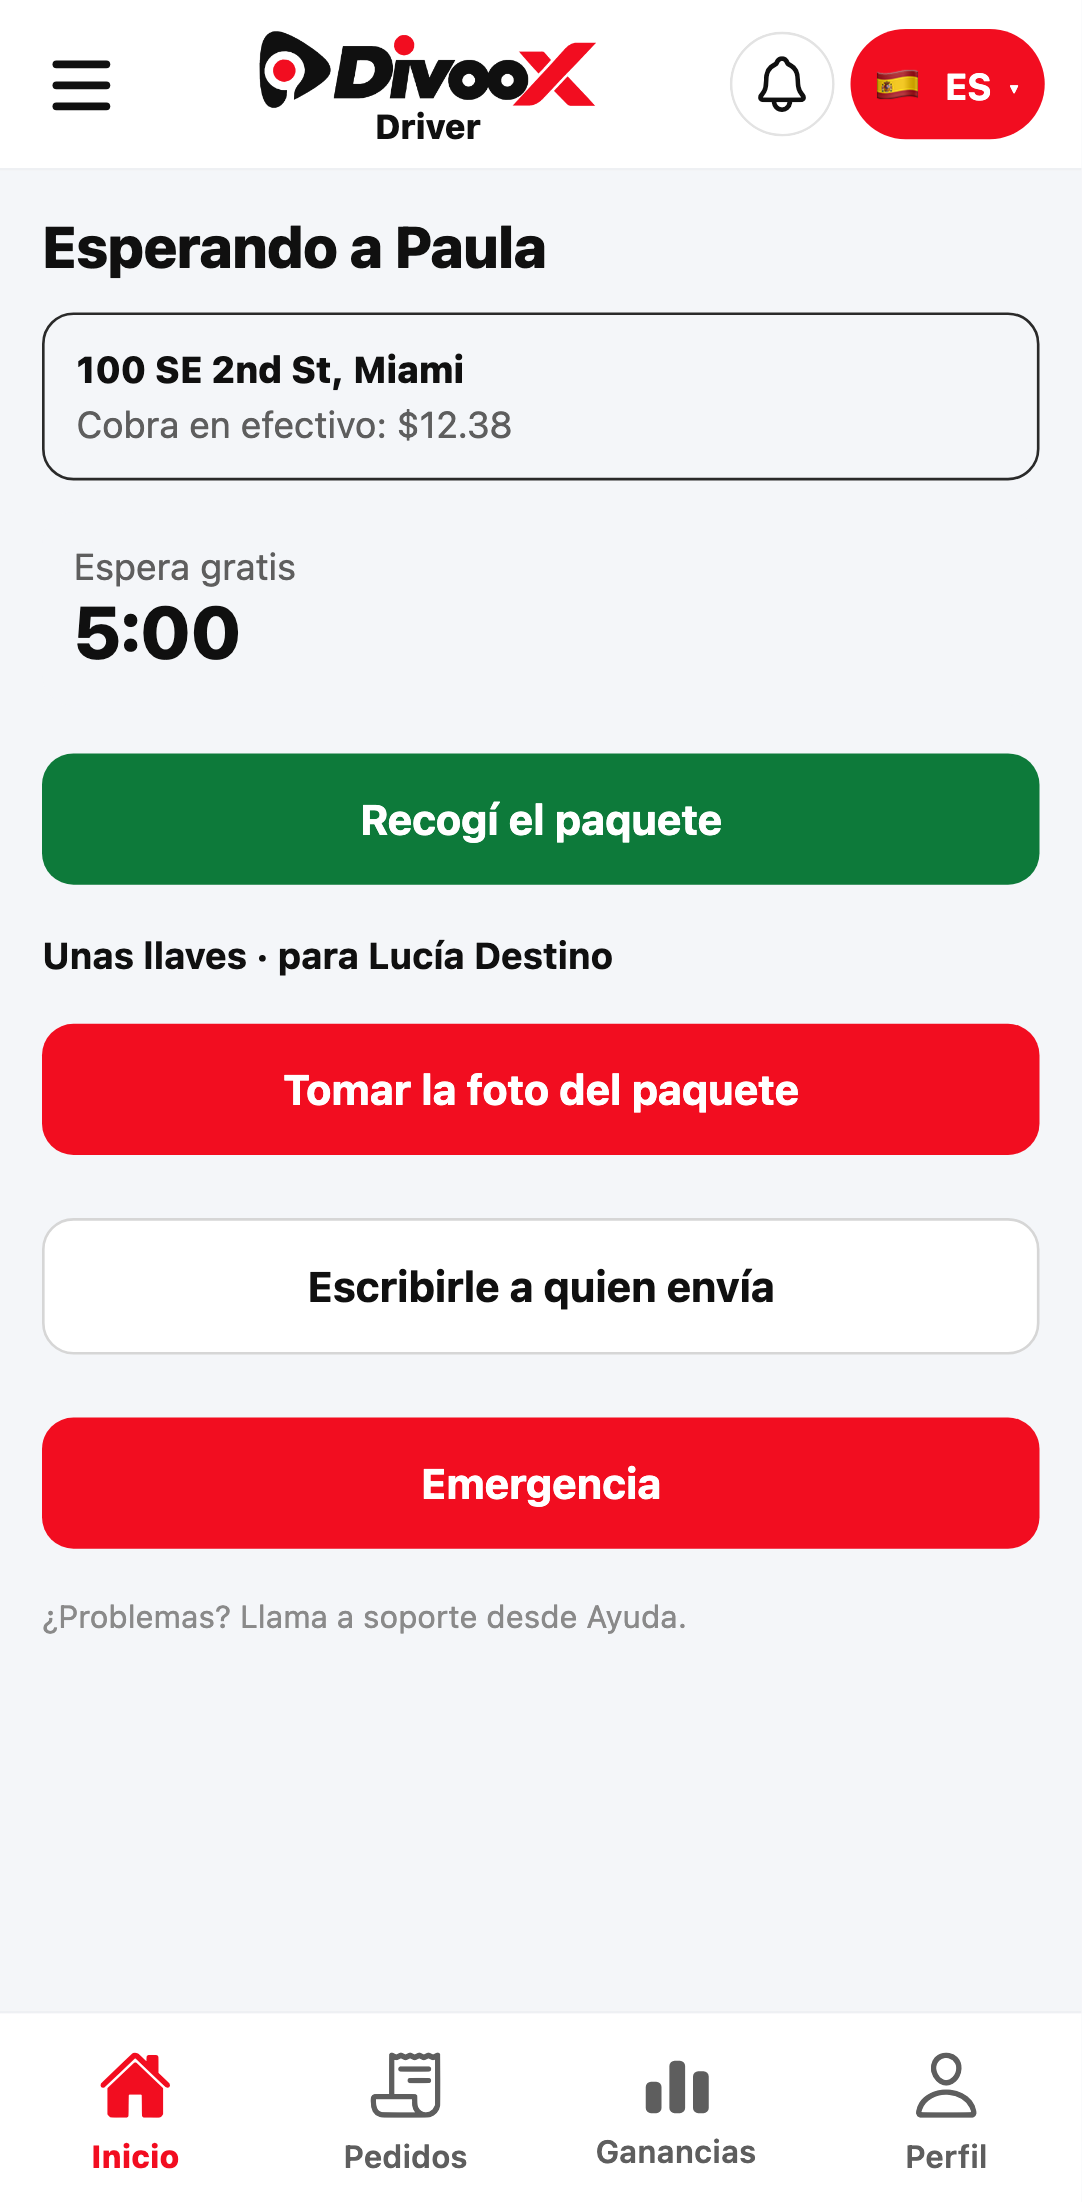 DivooX
Driver
ES
Esperando a Paula
100 SE 2nd St, Miami
Cobra en efectivo: $12.38
Espera gratis
5:00
Recogí el paquete
Unas llaves · para Lucía Destino
Tomar la foto del paquete
Escribirle a quien envía
Emergencia
¿Problemas? Llama a soporte desde Ayuda.
Inicio
Pedidos
Ganancias
Perfil